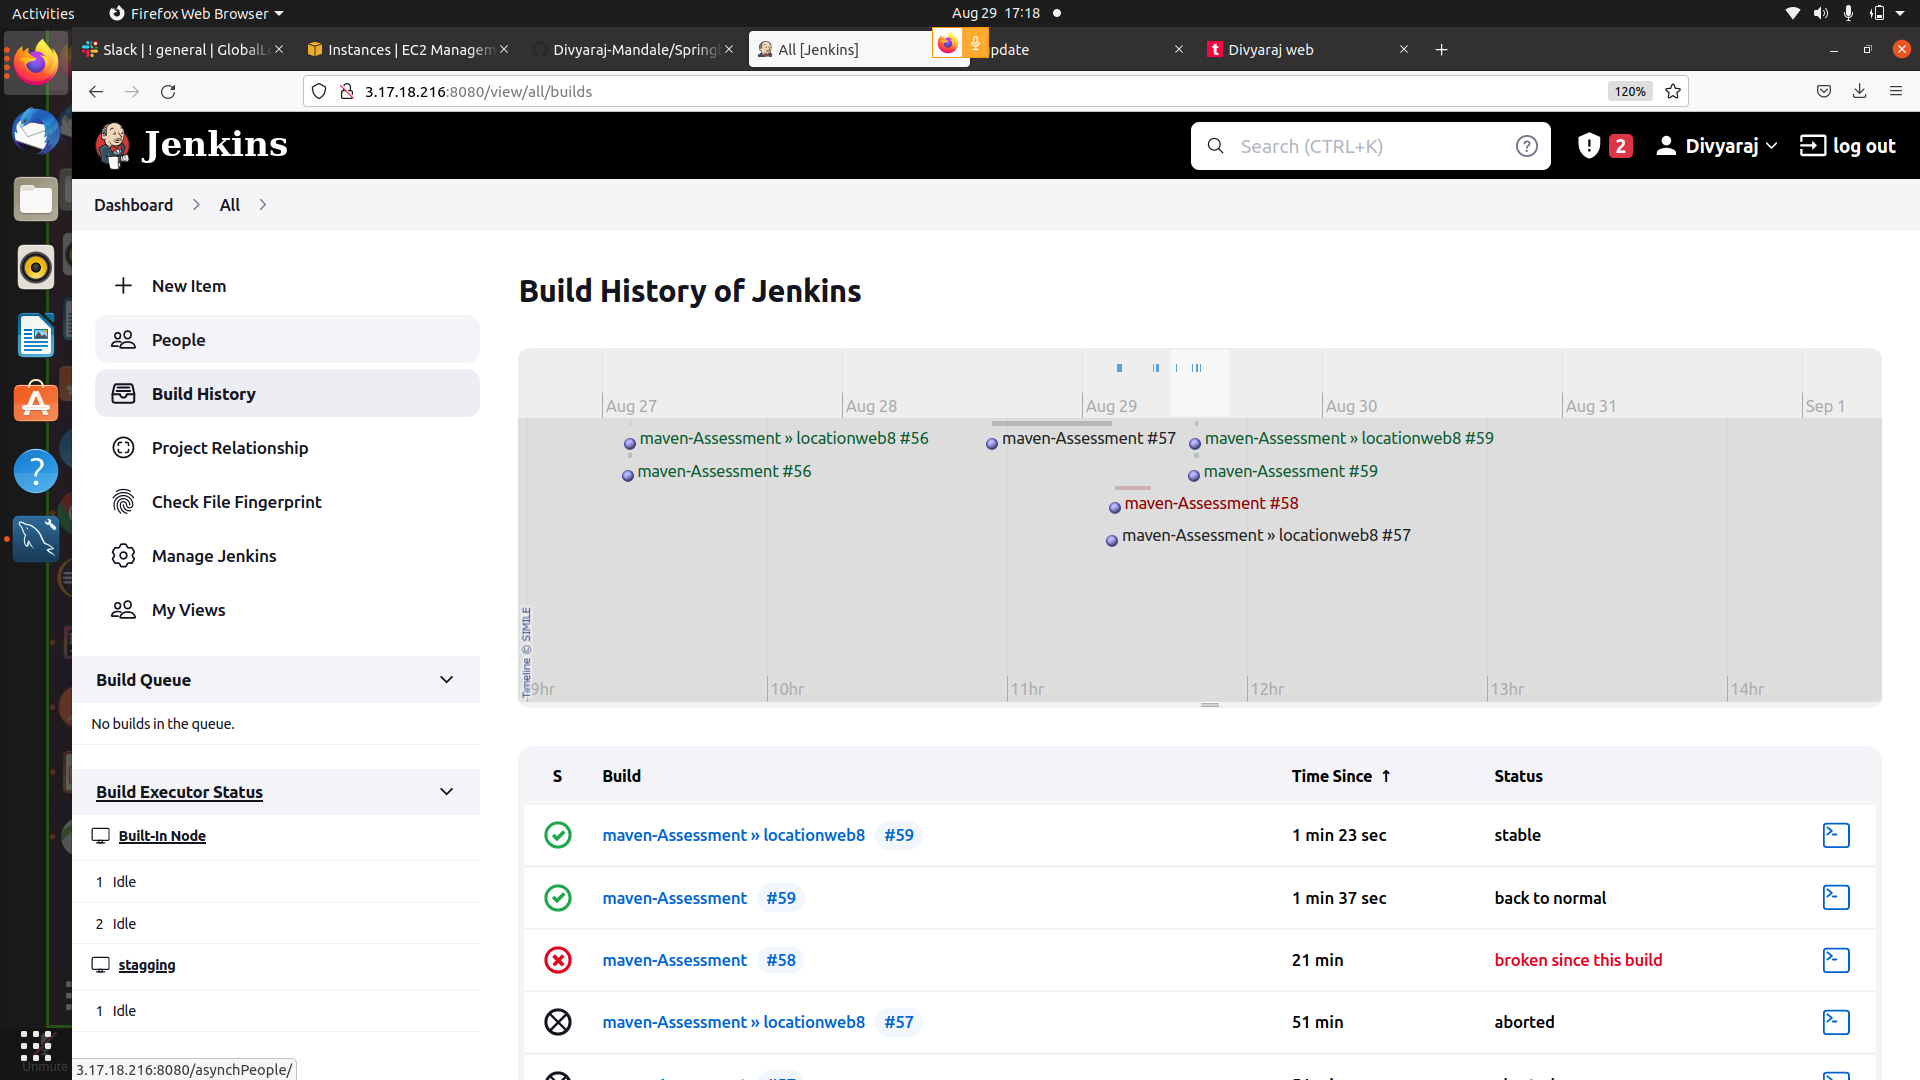 Activities
Firefox Web Browser
Aug 29 17:18
Slack | ! general | GlobalLo
Instances | EC2 Managem
Divyaraj-Mandale/Springl
All [Jenkins]
pdate
Divyaraj web
3.17.18.216:8080/view/all/builds
120%
Jenkins
Search (CTRL+K)
2
Divyaraj
log out
Dashboard
All
New Item
People
Build History
Project Relationship
Check File Fingerprint
Manage Jenkins
My Views
Build Queue
No builds in the queue.
Build Executor Status
Built-In Node
1 Idle
2 Idle
stagging
1 Idle
Unmute
3.17.18.216:8080/asynchPeople/
Build History of Jenkins
Aug 27
Aug 28
Aug 29
Aug 30
Aug 31
Sep 1
maven-Assessment » locationweb8 #56
maven-Assessment #57
maven-Assessment » locationweb8 #59
maven-Assessment #56
maven-Assessment #59
maven-Assessment #58
maven-Assessment » locationweb8 #57
Timeline © SIMILE
9hr
10hr
11hr
12hr
13hr
14hr
S Build Time Since ↑ Status
maven-Assessment » locationweb8 #59 1 min 23 sec stable
maven-Assessment #59 1 min 37 sec back to normal
maven-Assessment #58 21 min broken since this build
maven-Assessment » locationweb8 #57 51 min aborted